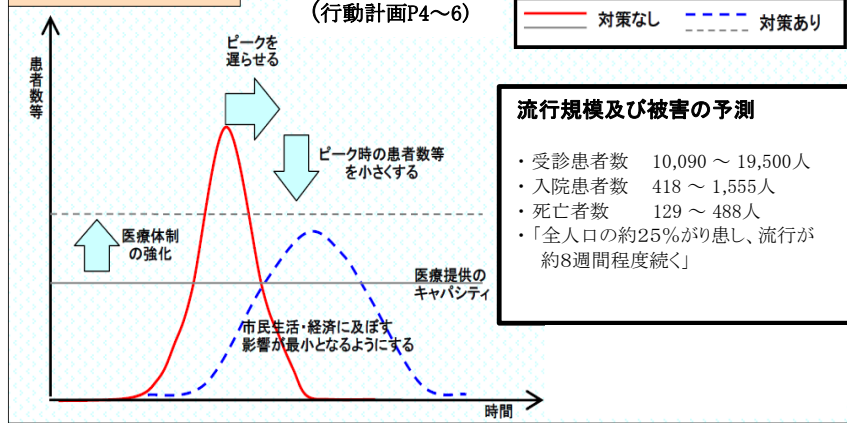 (行動計画P4～6)
対策なし 対策あり
ピークを
遅らせる
患者数等
ピーク時の患者数等
を小さくする
医療体制
の強化
医療提供の
キャパシティ
市民生活・経済に及ぼす
影響が最小となるようにする
時間
流行規模及び被害の予測
・受診患者数 10,090 ～ 19,500人
・入院患者数 418 ～ 1,555人
・死亡者数 129 ～ 488人
・「全人口の約25%がり患し、流行が
約8週間程度続く」